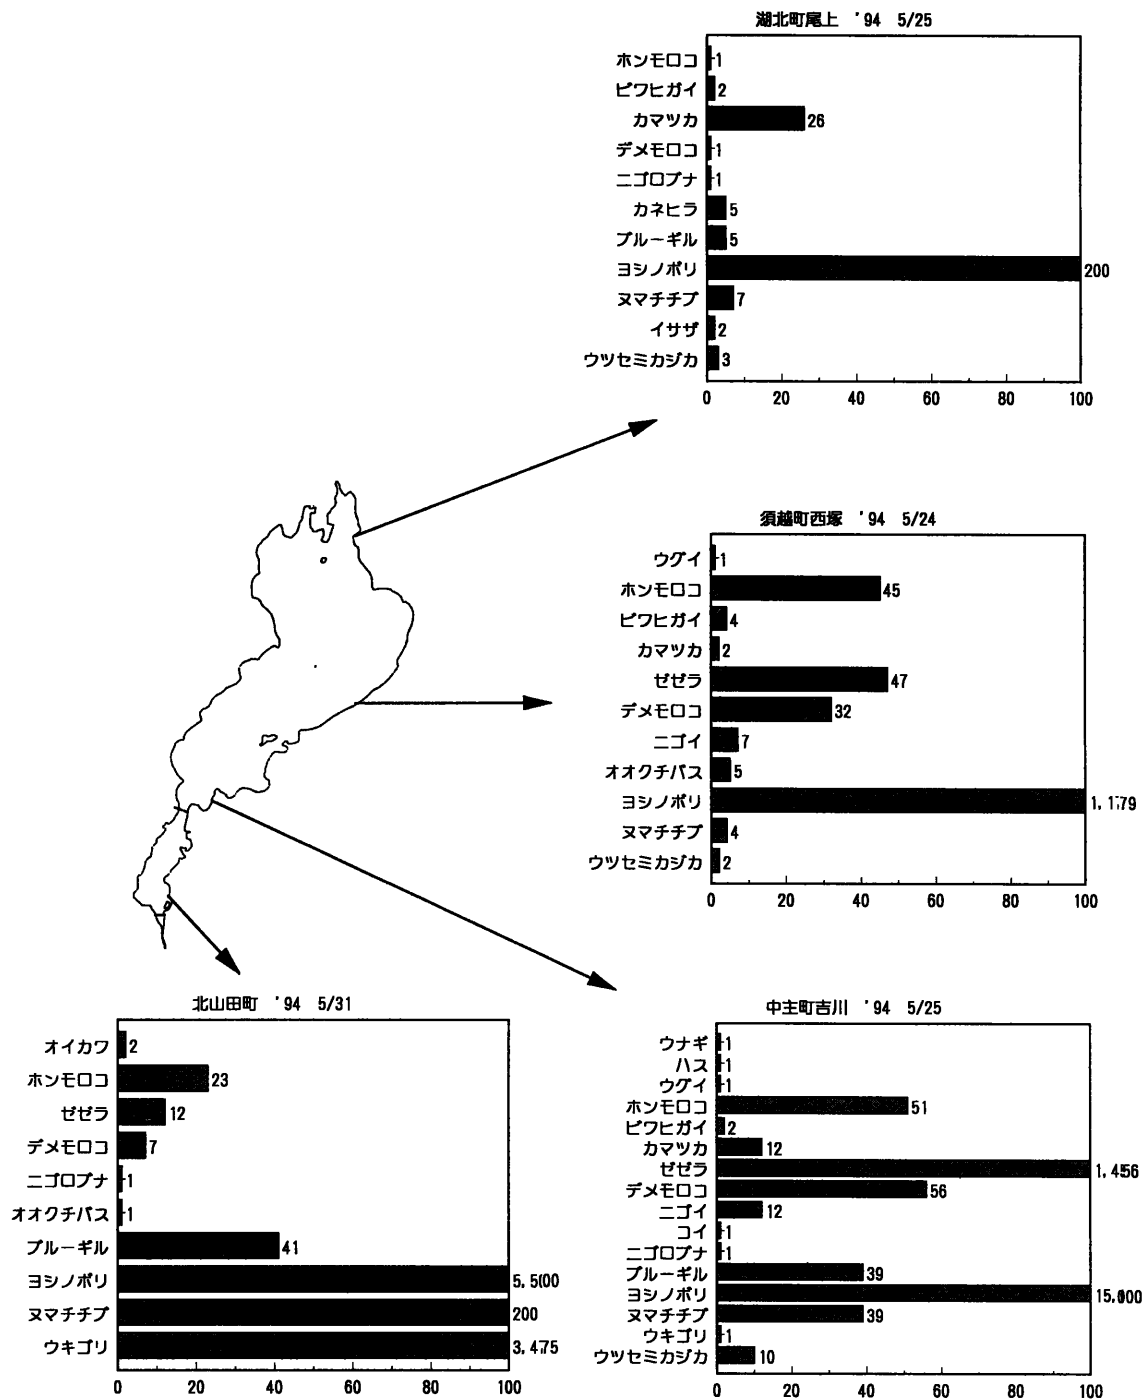 湖北町尾上 '94 5/25
ホンモロコ 1
ビワヒガイ 2
カマツカ 26
デメモロコ 1
ニゴロブナ 1
カネヒラ 5
ブルーギル 5
ヨシノボリ 200
ヌマチチブ 7
イサザ 2
ウツセミカジカ 3
0 20 40 60 80 100
須越町西塚 '94 5/24
ウグイ 1
ホンモロコ 45
ビワヒガイ 4
カマツカ 2
ゼゼラ 47
デメモロコ 32
ニゴイ 7
オオクチバス 5
ヨシノボリ 1,179
ヌマチチブ 4
ウツセミカジカ 2
0 20 40 60 80 100
北山田町 '94 5/31
オイカワ 2
ホンモロコ 23
ゼゼラ 12
デメモロコ 7
ニゴロブナ 1
オオクチバス 1
ブルーギル 41
ヨシノボリ 5,500
ヌマチチブ 200
ウキゴリ 3,475
0 20 40 60 80 100
中主町吉川 '94 5/25
ウナギ 1
ハス 1
ウグイ 1
ホンモロコ 51
ビワヒガイ 2
カマツカ 12
ゼゼラ 1,456
デメモロコ 56
ニゴイ 12
コイ 1
ニゴロブナ 1
ブルーギル 39
ヨシノボリ
ヌマチチブ 39
ウキゴリ 1
ウツセミカジカ 10
0 20 40 60 80 100